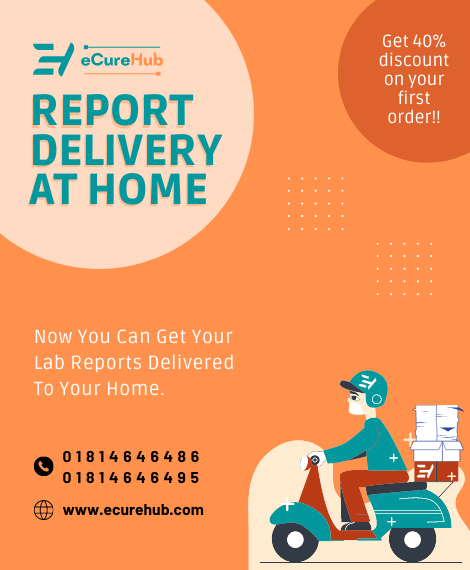 eCureHub
REPORT
DELIVERY
AT HOME
Get 40%
discount
on your
first
order!!
Now You Can Get Your
Lab Reports Delivered
To Your Home.
01814646486
01814646495
www.ecurehub.com